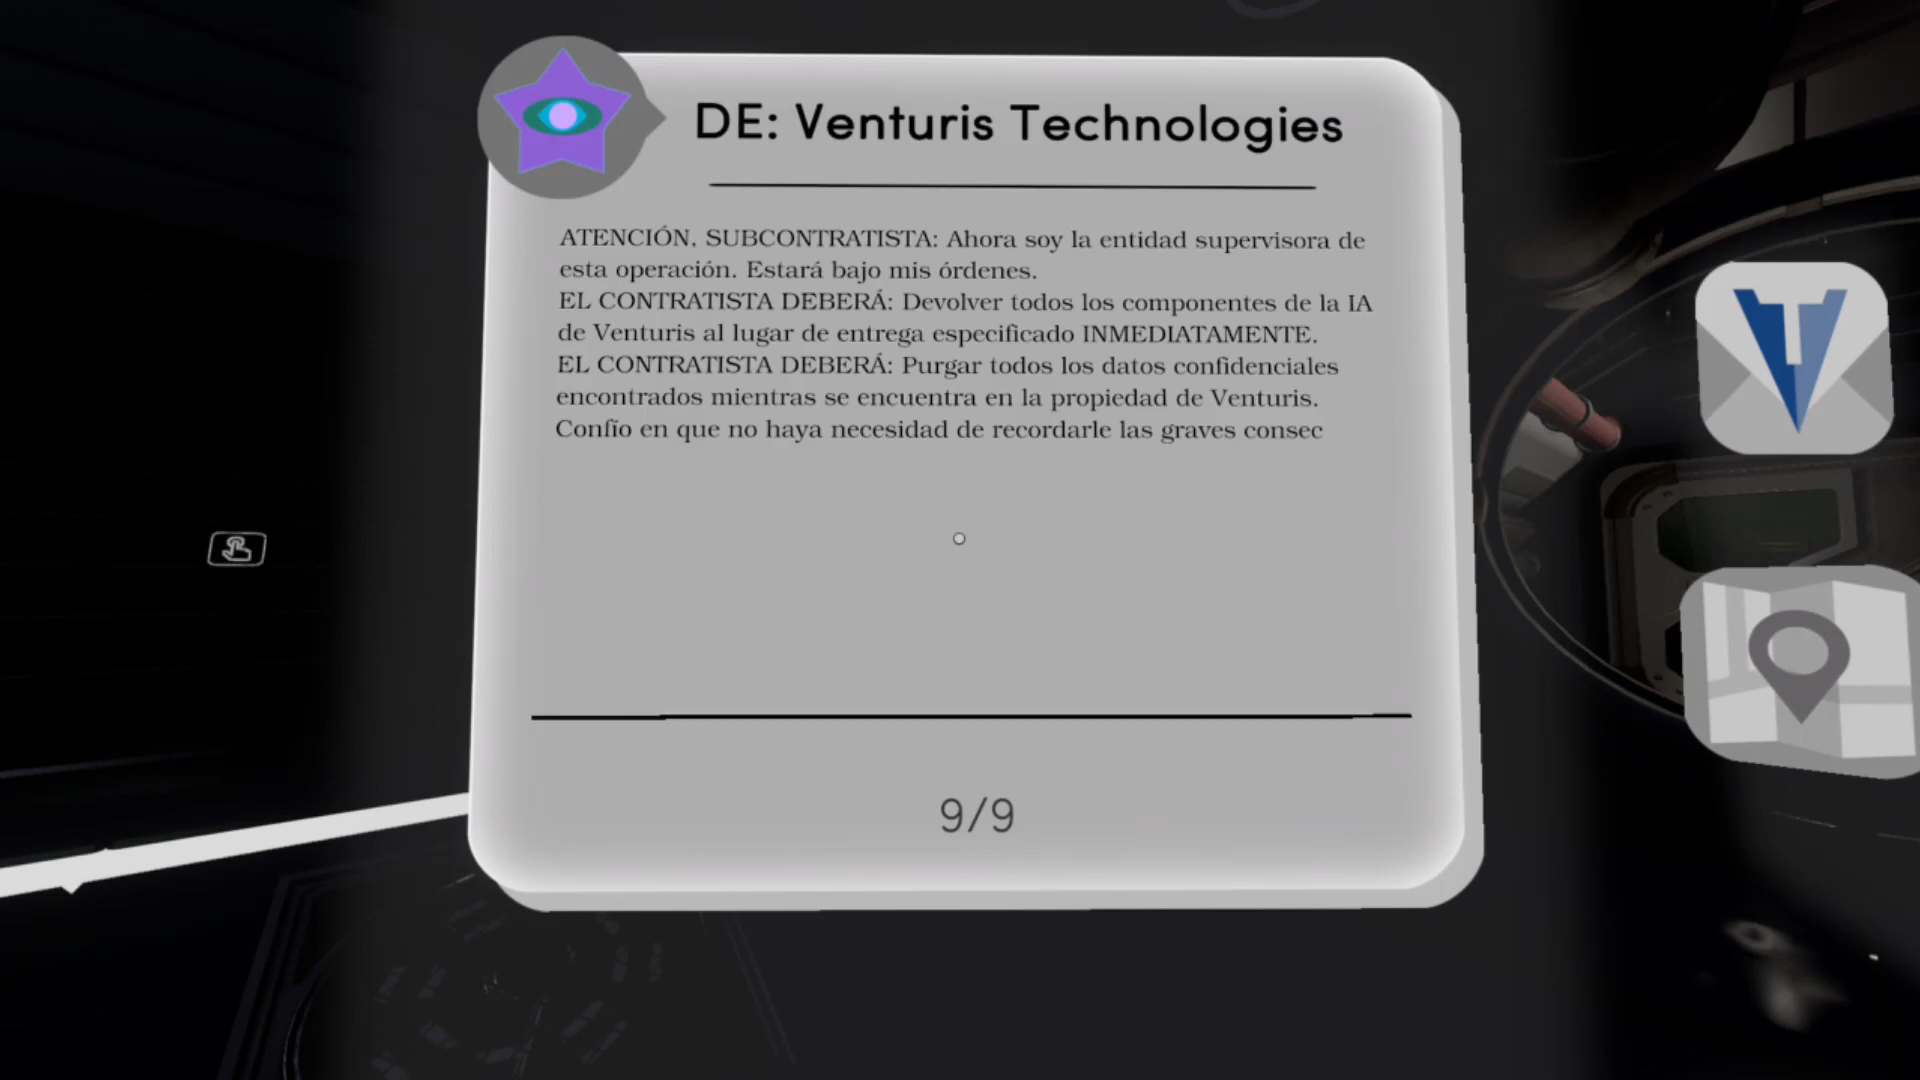 DE: Venturis Technologies
ATENCIÓN, SUBCONTRATISTA: Ahora soy la entidad supervisora de
esta operación. Estará bajo mis órdenes.
EL CONTRATISTA DEBERÁ: Devolver todos los componentes de la IA
de Venturis al lugar de entrega especificado INMEDIATAMENTE.
EL CONTRATISTA DEBERÁ: Purgar todos los datos confidenciales
encontrados mientras se encuentra en la propiedad de Venturis.
Confío en que no haya necesidad de recordarle las graves consec
9/9